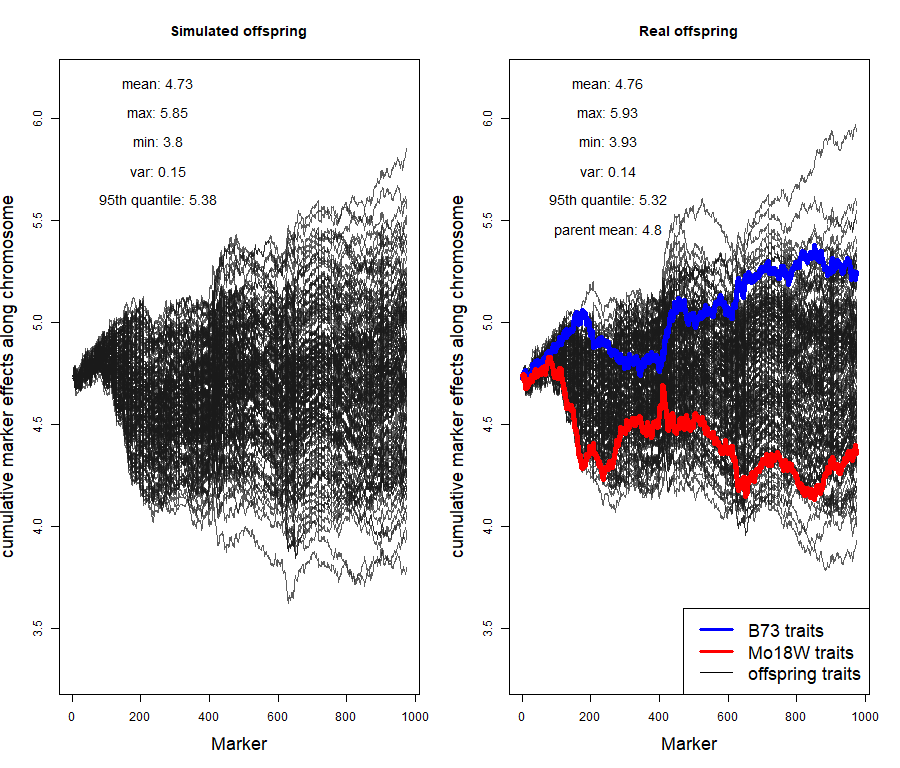 Simulated offspring
mean: 4.73
max: 5.85
min: 3.8
var: 0.15
95th quantile: 5.38
cumulative marker effects along chromosome
6.0
5.5
5.0
4.5
4.0
3.5
0 200 400 600 800 1000
Marker
Real offspring
mean: 4.76
max: 5.93
min: 3.93
var: 0.14
95th quantile: 5.32
parent mean: 4.8
cumulative marker effects along chromosome
6.0
5.5
5.0
4.5
4.0
3.5
B73 traits
Mo18W traits
offspring traits
0 200 400 600 800 1000
Marker